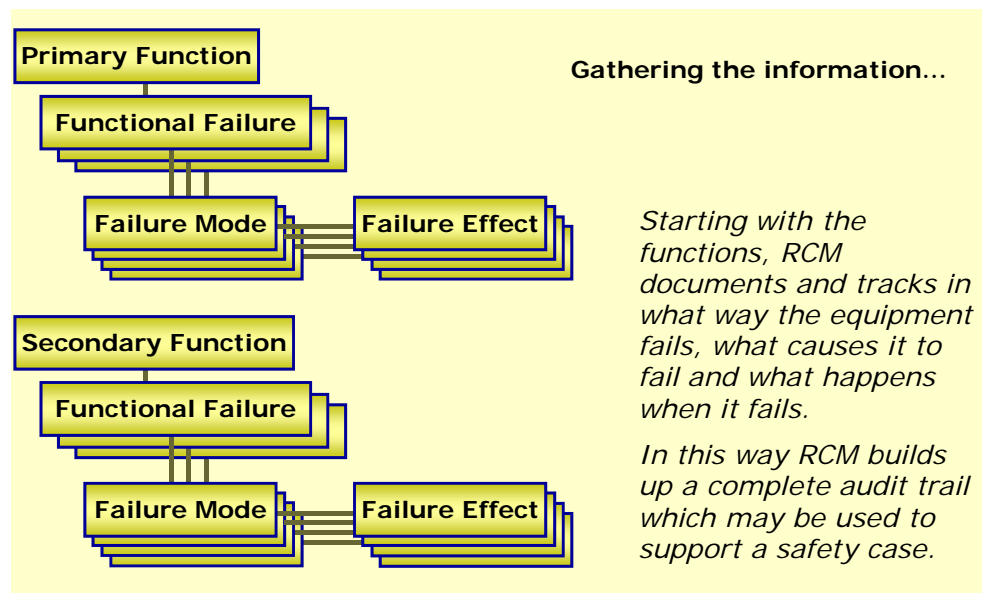 Primary Function
Gathering the information...
Functional Failure
Failure Mode
Failure Effect
Starting with the
functions, RCM
documents and tracks in
what way the equipment
fails, what causes it to
fail and what happens
when it fails.
In this way RCM builds
up a complete audit trail
which may be used to
support a safety case.
Secondary Function
Functional Failure
Failure Mode
Failure Effect